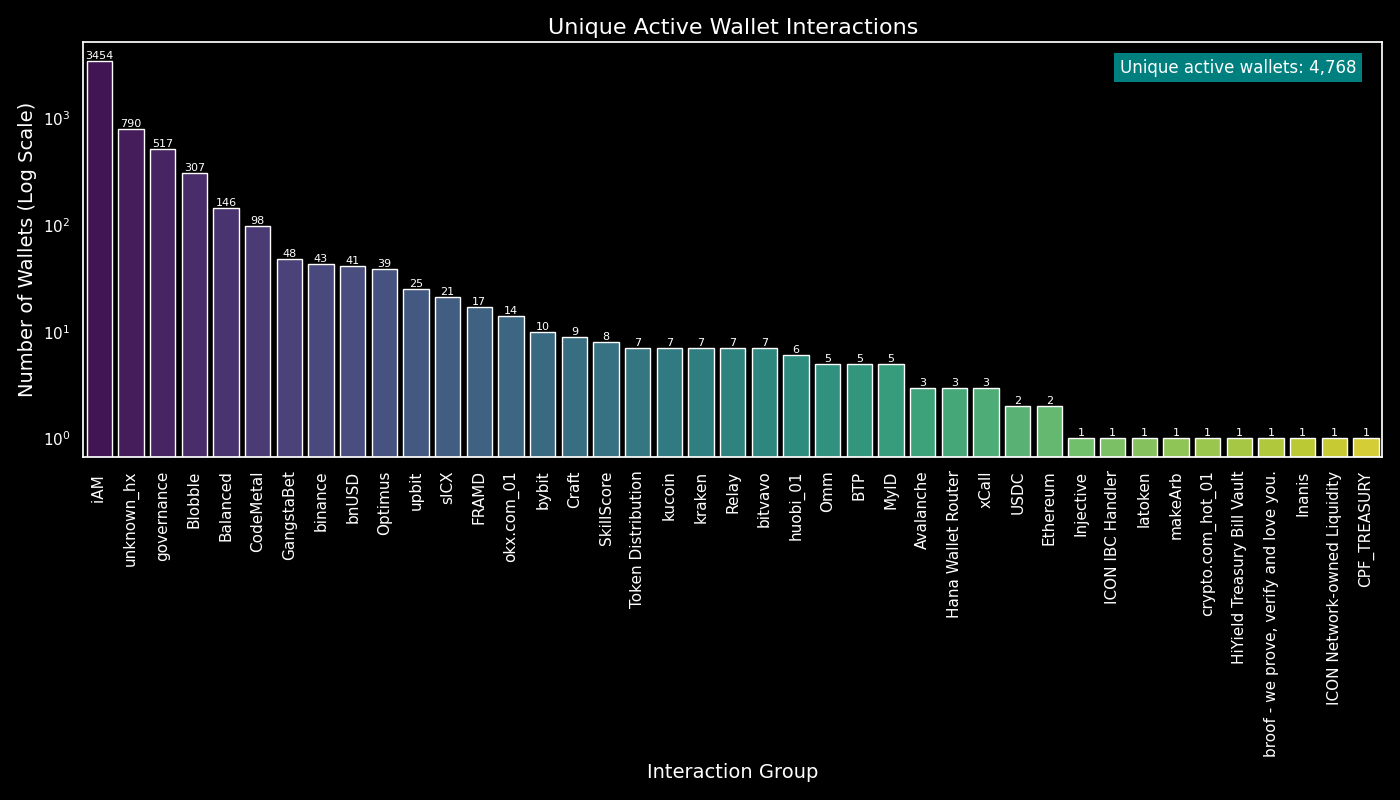 Unique Active Wallet Interactions
Unique active wallets: 4,768
Number of Wallets (Log Scale)
10³
10²
10¹
10⁰
3454
790
517
307
146
98
48
43
41
39
25
21
17
14
10
9
8
7
7
7
7
7
6
5
5
5
3
3
3
2
2
1
1
1
1
1
1
1
1
1
1
iAM
unknown_hx
governance
Blobble
Balanced
CodeMetal
GangstaBet
binance
bnUSD
Optimus
upbit
sICX
FRAMD
okx.com_01
bybit
Craft
SkillScore
Token Distribution
kucoin
kraken
Relay
bitvavo
huobi_01
Omm
BTP
MyID
Avalanche
Hana Wallet Router
xCall
USDC
Ethereum
Injective
ICON IBC Handler
latoken
makeArb
crypto.com_hot_01
HiYield Treasury Bill Vault
broof - we prove, verify and love you.
Inanis
ICON Network-owned Liquidity
CPF_TREASURY
Interaction Group